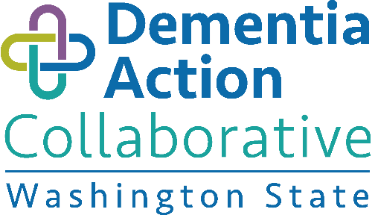 Dementia
Action
Collaborative
Washington State